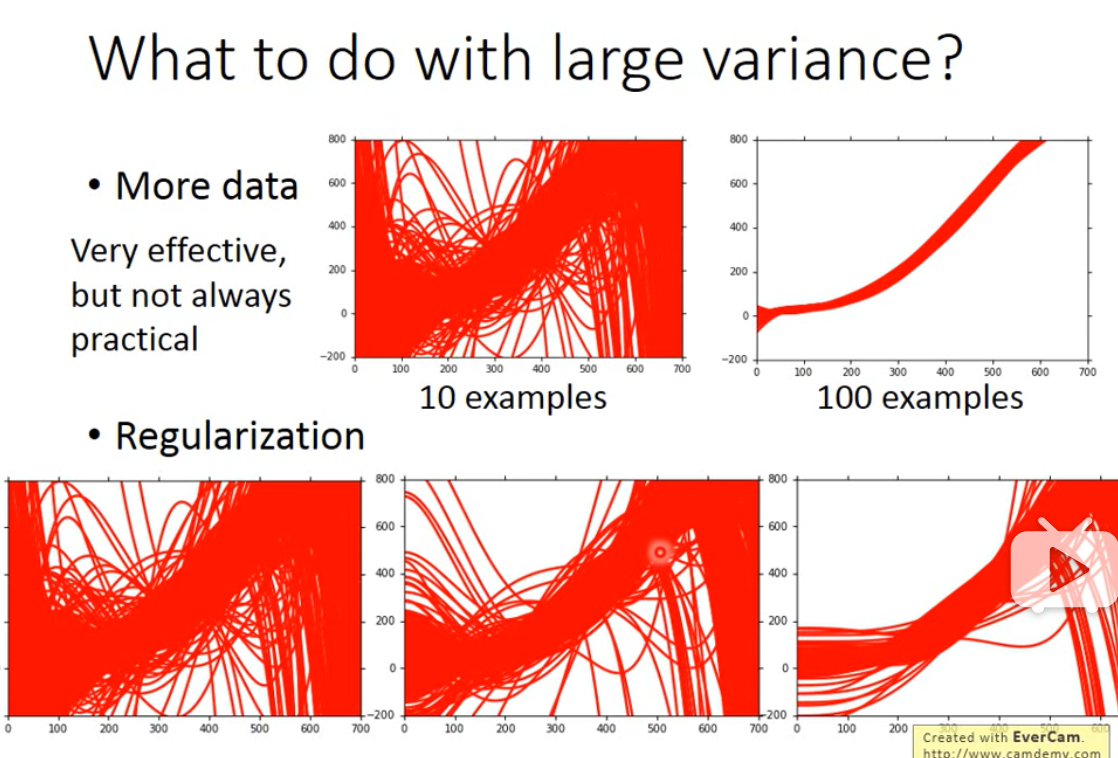 What to do with large variance?
• More data
Very effective,
but not always
practical
800
600
400
200
0
−200
0 100 200 300 400 500 600 700
10 examples
800
600
400
200
0
−200
0 100 200 300 400 500 600 700
100 examples
• Regularization
0 100 200 300 400 500 600 700
800
600
400
200
0
−200
0 100 200 300 400 500 600 700
800
600
400
200
0
−200
0 100 200 300 400 500 600
Created with EverCam.
http://www.camdemy.com